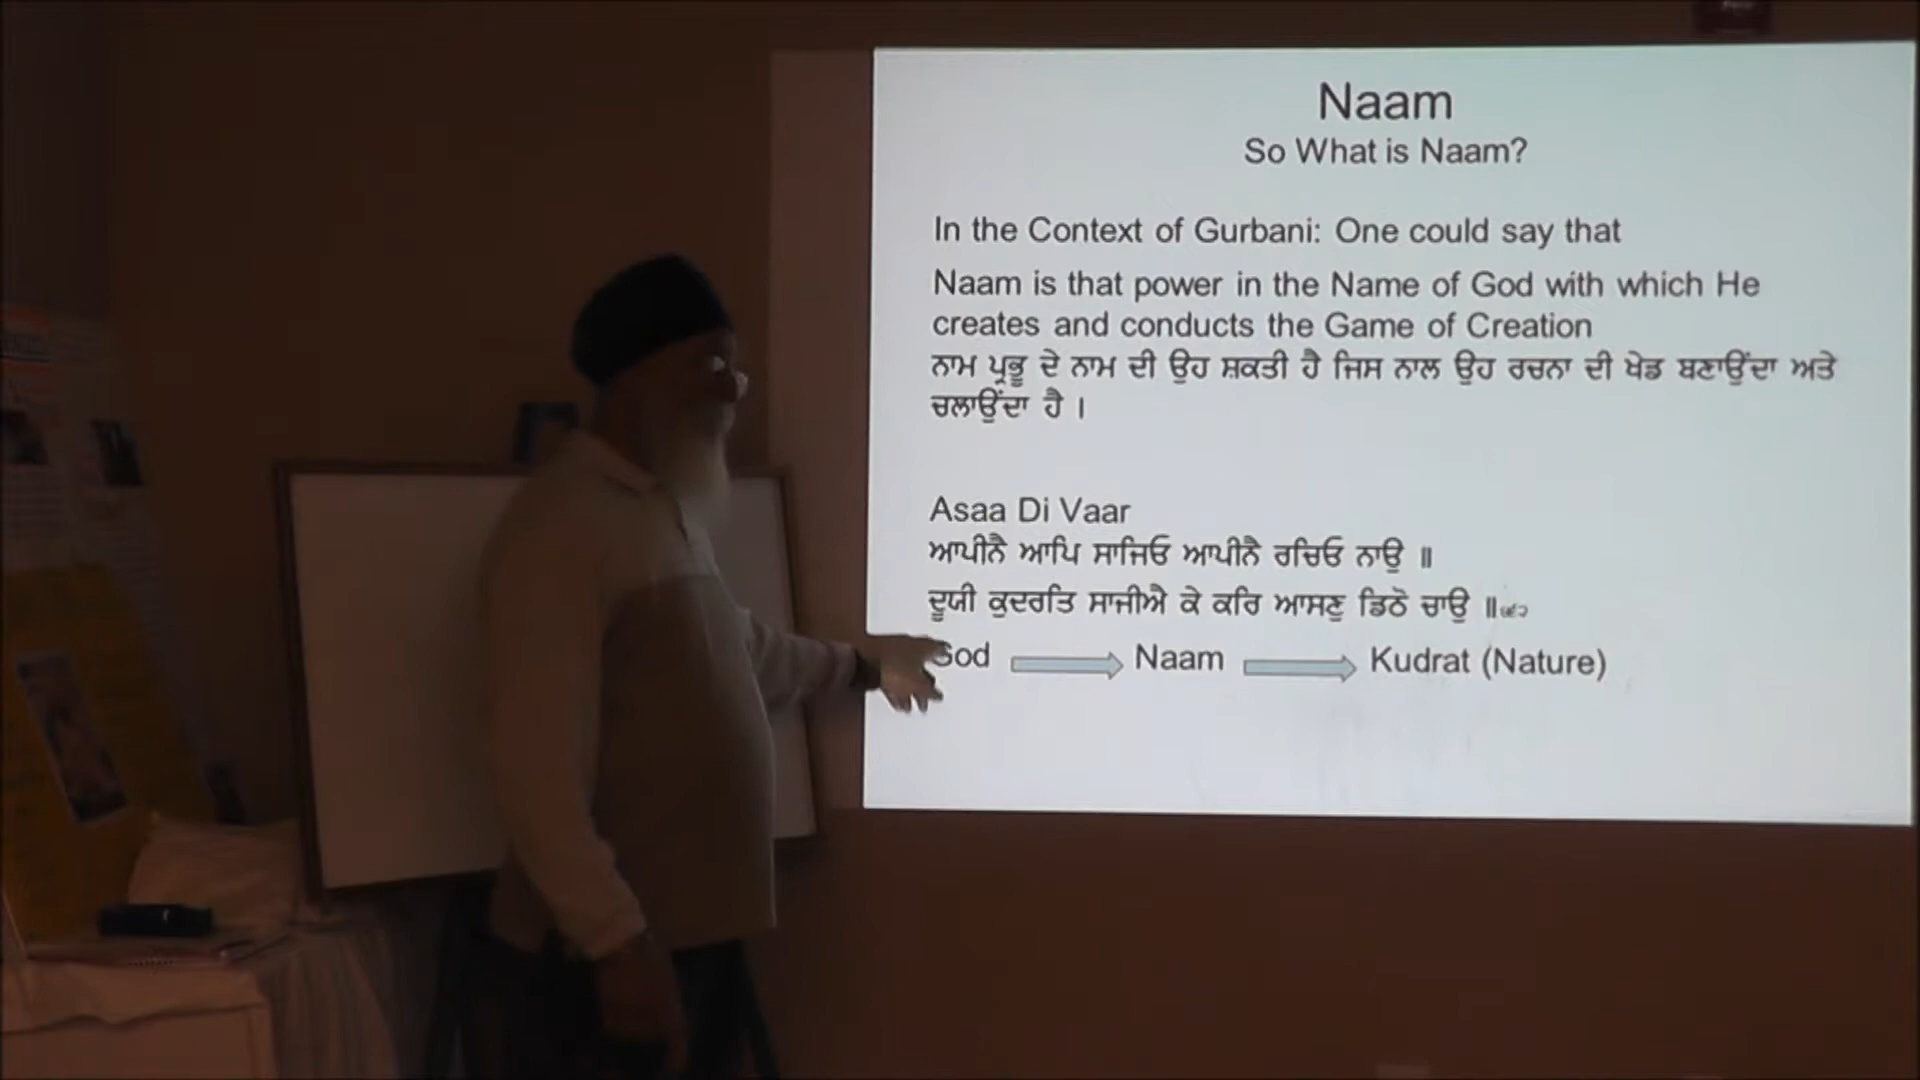 Naam
So What is Naam?
In the Context of Gurbani: One could say that
Naam is that power in the Name of God with which He
creates and conducts the Game of Creation
ਨਾਮ ਪ੍ਰਭੂ ਦੇ ਨਾਮ ਦੀ ਉਹ ਸ਼ਕਤੀ ਹੈ ਜਿਸ ਨਾਲ ਉਹ ਰਚਨਾ ਦੀ ਖੇਡ ਬਣਾਉਂਦਾ ਅਤੇ
ਚਲਾਉਂਦਾ ਹੈ ।
Asaa Di Vaar
ਆਪੀਨੈ ਆਪਿ ਸਾਜਿਓ ਆਪੀਨੈ ਰਚਿਓ ਨਾਉ ॥
ਦੂਯੀ ਕੁਦਰਤਿ ਸਾਜੀਐ ਕੇ ਕਰਿ ਆਸਣੁ ਡਿਠੋ ਚਾਉ ॥
God Naam Kudrat (Nature)